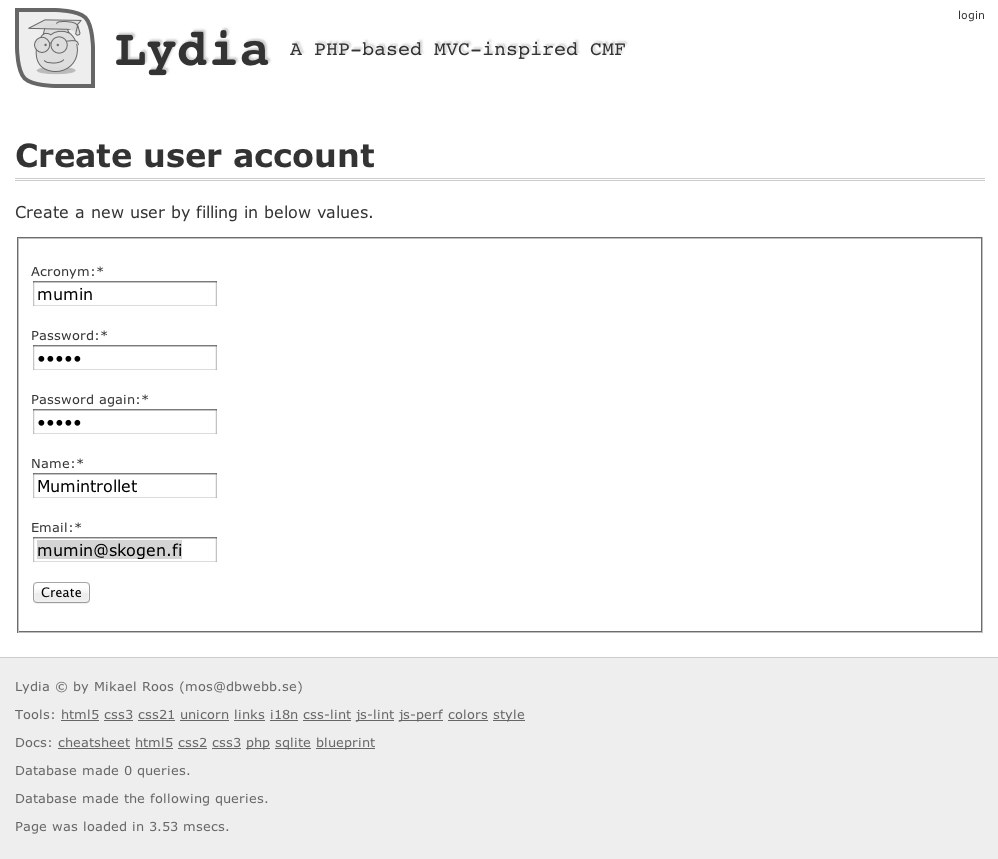 login
Lydia A PHP-based MVC-inspired CMF
Create user account
Create a new user by filling in below values.
Acronym:*
mumin
Password:*
•••••
Password again:*
•••••
Name:*
Mumintrollet
Email:*
mumin@skogen.fi
Create
Lydia © by Mikael Roos (mos@dbwebb.se)
Tools: html5 css3 css21 unicorn links i18n css-lint js-lint js-perf colors style
Docs: cheatsheet html5 css2 css3 php sqlite blueprint
Database made 0 queries.
Database made the following queries.
Page was loaded in 3.53 msecs.